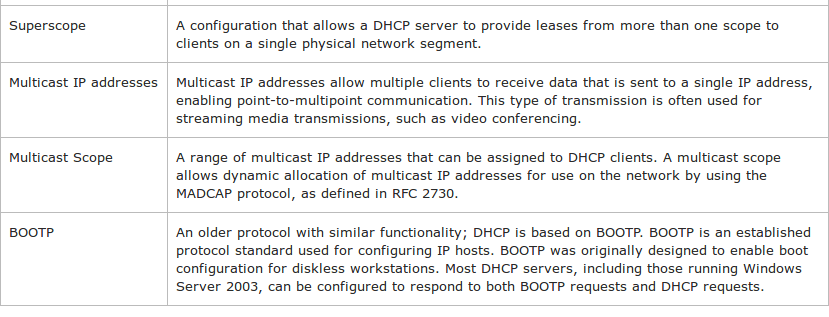 Superscope
A configuration that allows a DHCP server to provide leases from more than one scope to
clients on a single physical network segment.
Multicast IP addresses
Multicast IP addresses allow multiple clients to receive data that is sent to a single IP address,
enabling point-to-multipoint communication. This type of transmission is often used for
streaming media transmissions, such as video conferencing.
Multicast Scope
A range of multicast IP addresses that can be assigned to DHCP clients. A multicast scope
allows dynamic allocation of multicast IP addresses for use on the network by using the
MADCAP protocol, as defined in RFC 2730.
BOOTP
An older protocol with similar functionality; DHCP is based on BOOTP. BOOTP is an established
protocol standard used for configuring IP hosts. BOOTP was originally designed to enable boot
configuration for diskless workstations. Most DHCP servers, including those running Windows
Server 2003, can be configured to respond to both BOOTP requests and DHCP requests.